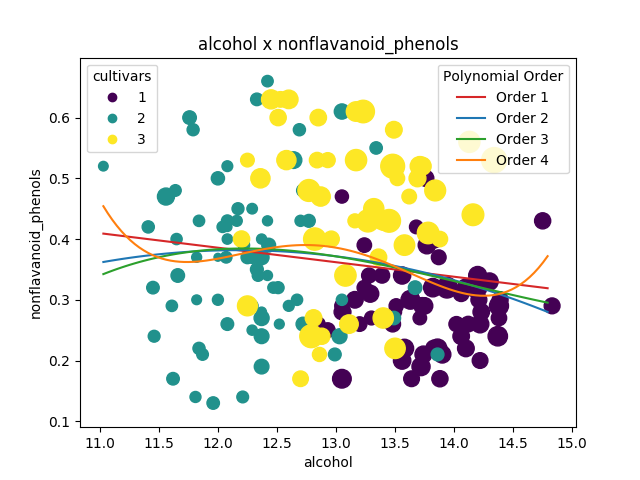 alcohol x nonflavanoid_phenols
cultivars
1
2
3
Polynomial Order
Order 1
Order 2
Order 3
Order 4
nonflavanoid_phenols
0.6
0.5
0.4
0.3
0.2
0.1
11.0 11.5 12.0 12.5 13.0 13.5 14.0 14.5 15.0
alcohol